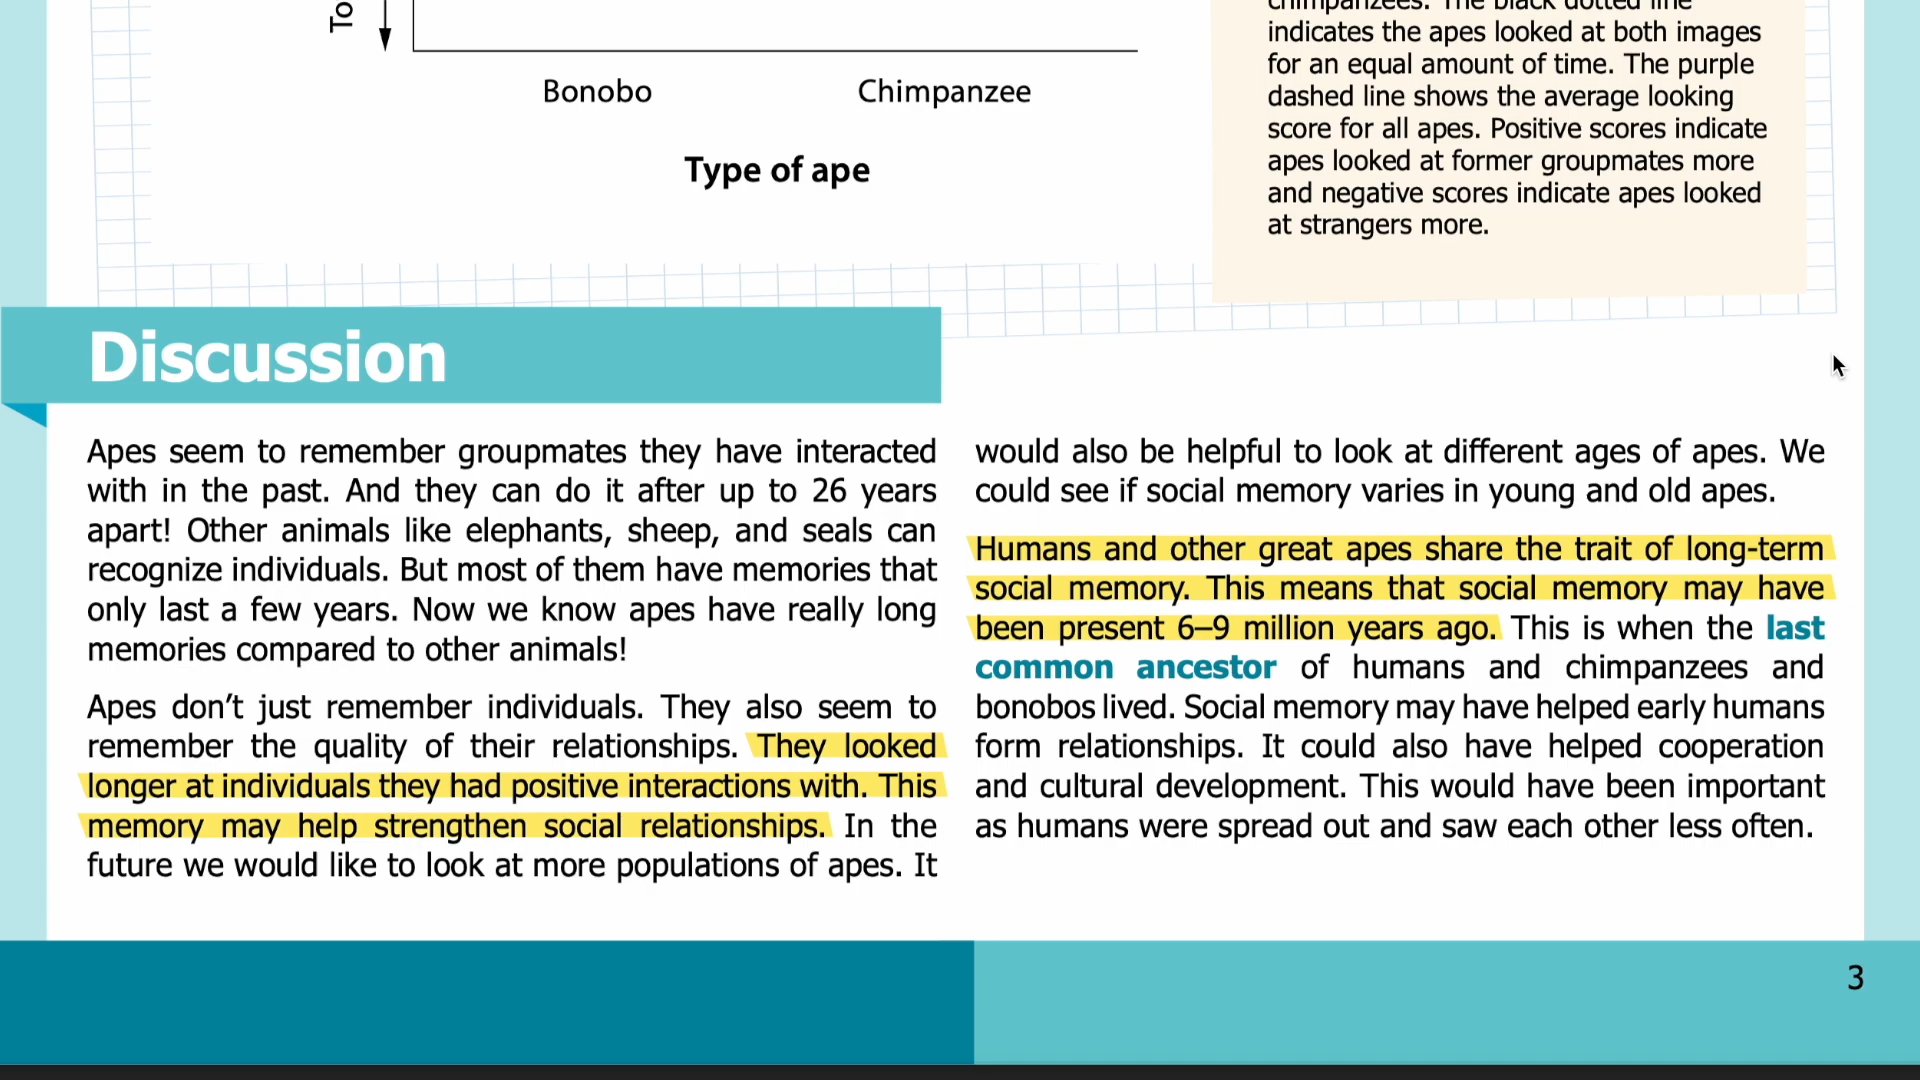 To
Bonobo
Chimpanzee
Type of ape
chimpanzees. The black dotted line
indicates the apes looked at both images
for an equal amount of time. The purple
dashed line shows the average looking
score for all apes. Positive scores indicate
apes looked at former groupmates more
and negative scores indicate apes looked
at strangers more.
Discussion
Apes seem to remember groupmates they have interacted
with in the past. And they can do it after up to 26 years
apart! Other animals like elephants, sheep, and seals can
recognize individuals. But most of them have memories that
only last a few years. Now we know apes have really long
memories compared to other animals!
Apes don’t just remember individuals. They also seem to
remember the quality of their relationships. They looked
longer at individuals they had positive interactions with. This
memory may help strengthen social relationships. In the
future we would like to look at more populations of apes. It
would also be helpful to look at different ages of apes. We
could see if social memory varies in young and old apes.
Humans and other great apes share the trait of long-term
social memory. This means that social memory may have
been present 6–9 million years ago. This is when the last
common ancestor of humans and chimpanzees and
bonobos lived. Social memory may have helped early humans
form relationships. It could also have helped cooperation
and cultural development. This would have been important
as humans were spread out and saw each other less often.
3